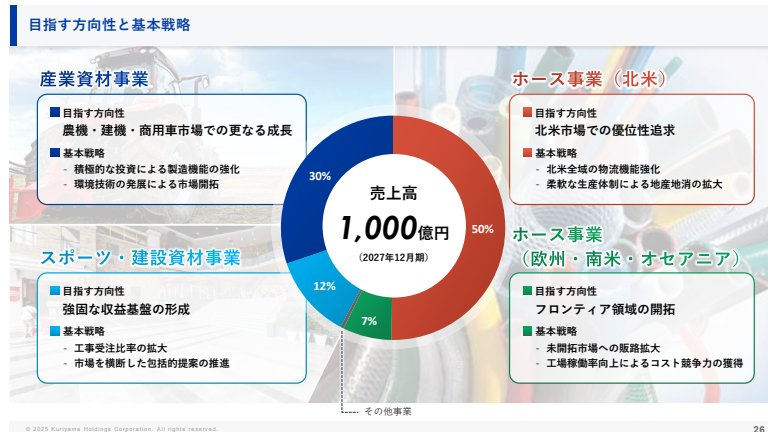 目指す方向性と基本戦略
産業資材事業
目指す方向性
農機・建機・商用車市場での更なる成長
基本戦略
- 積極的な投資による製造機能の強化
- 環境技術の発展による市場開拓
ホース事業（北米）
目指す方向性
北米市場での優位性追求
基本戦略
- 北米全域の物流機能強化
- 柔軟な生産体制による地産地消の拡大
30%
50%
12%
7%
売上高
1,000億円
（2027年12月期）
スポーツ・建設資材事業
目指す方向性
強固な収益基盤の形成
基本戦略
- 工事受注比率の拡大
- 市場を横断した包括的提案の推進
ホース事業
（欧州・南米・オセアニア）
目指す方向性
フロンティア領域の開拓
基本戦略
- 未開拓市場への販路拡大
- 工場稼働率向上によるコスト競争力の獲得
その他事業
© 2025 Kuriyama Holdings Corporation. All rights reserved.
26